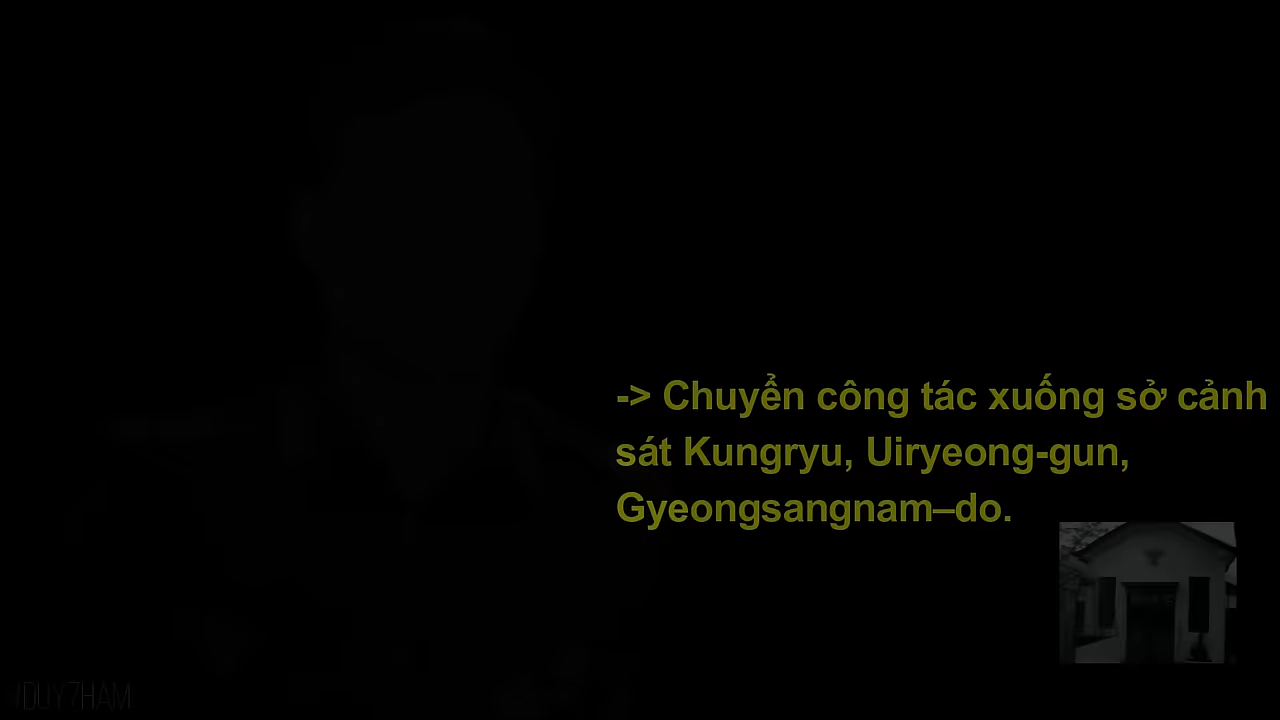 -> Chuyển công tác xuống sở cảnh
sát Kungryu, Uiryeong-gun,
Gyeongsangnam–do.
/DUY7HAM